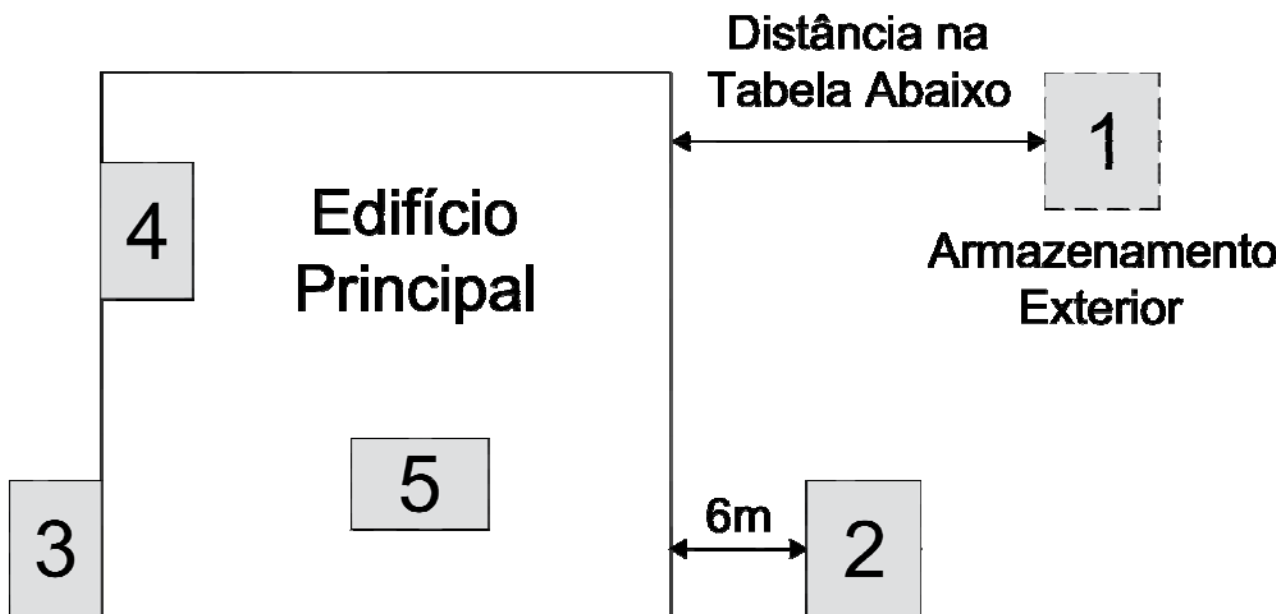 Distância na
Tabela Abaixo
1
4
Edifício
Principal
Armazenamento
Exterior
5
6m
3
2